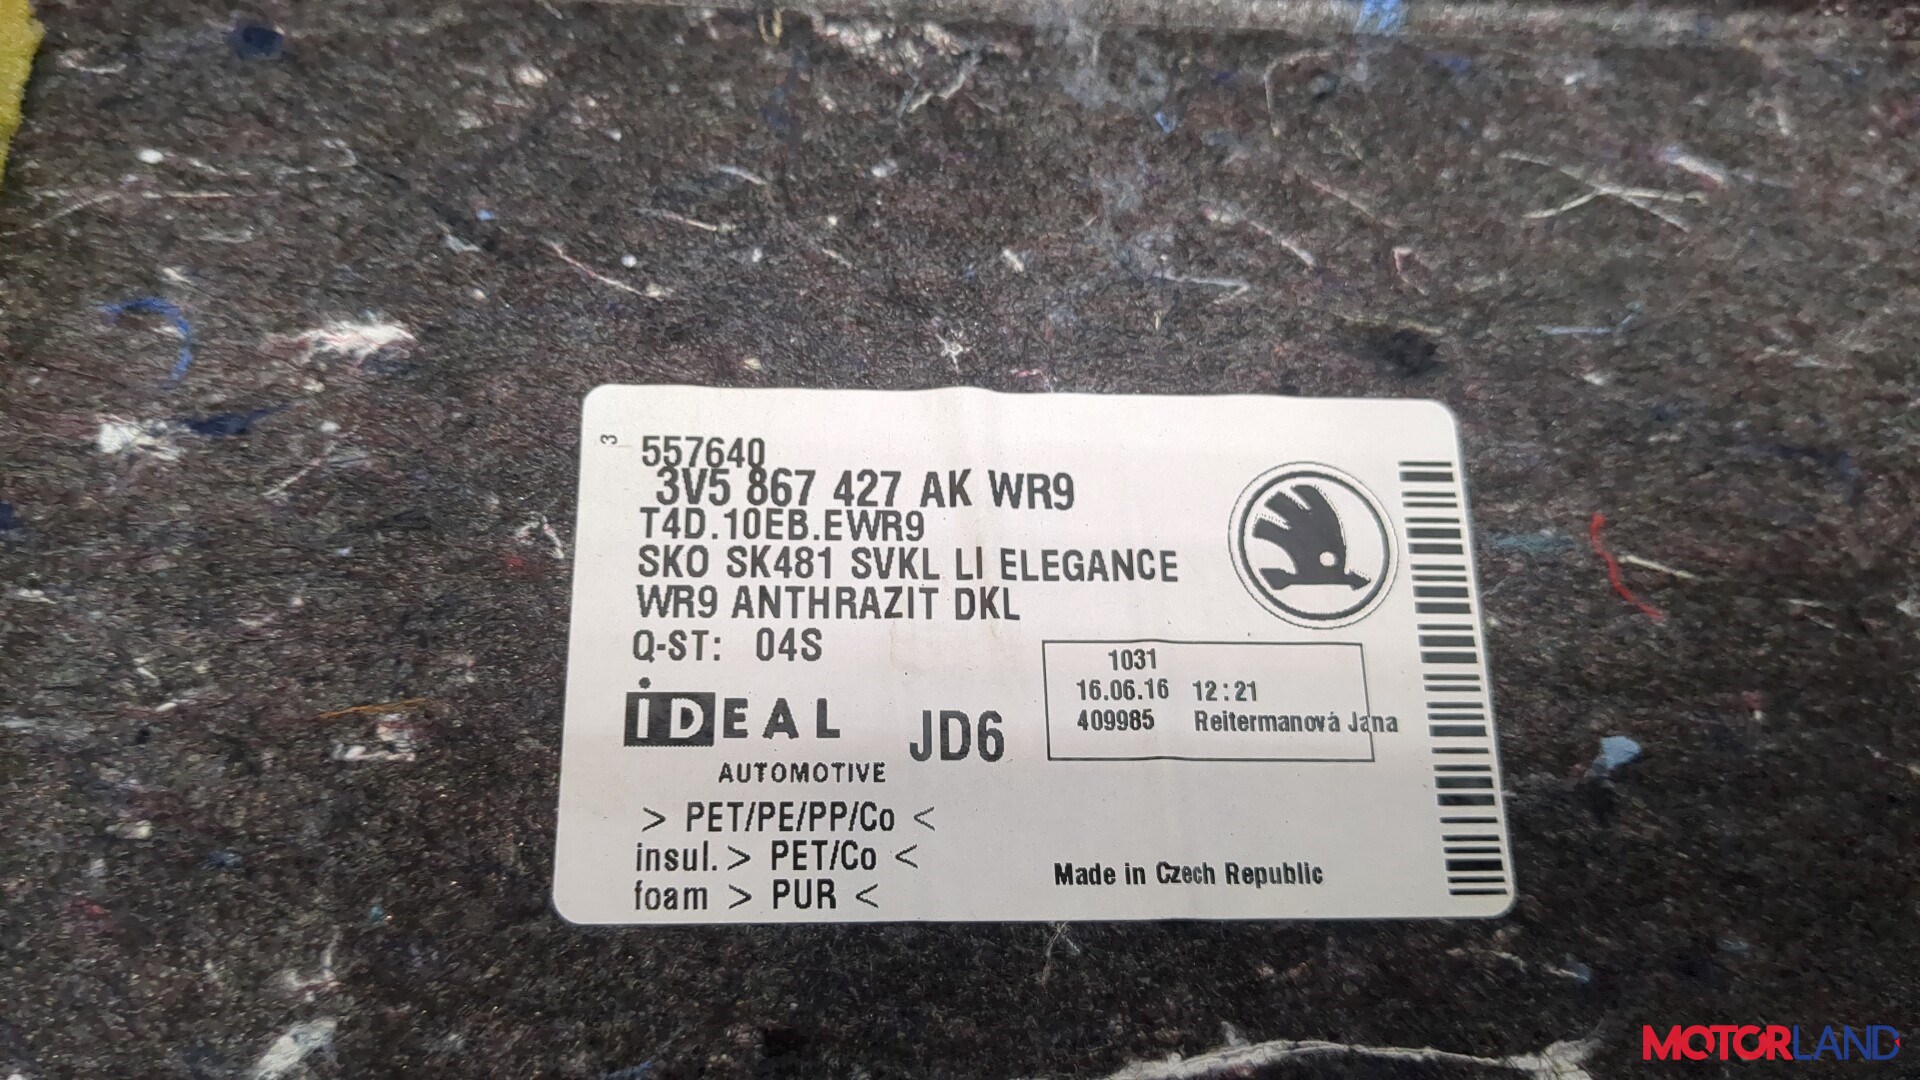 3
557640
3V5 867 427 AK WR9
T4D.10EB.EWR9
SKO SK481 SVKL LI ELEGANCE
WR9 ANTHRAZIT DKL
Q-ST: 04S
1031
16.06.16 12:21
409985 Reitermanová Jana
iDEAL
AUTOMOTIVE
JD6
> PET/PE/PP/Co <
insul. > PET/Co <
foam > PUR <
Made in Czech Republic
MOTORLAND